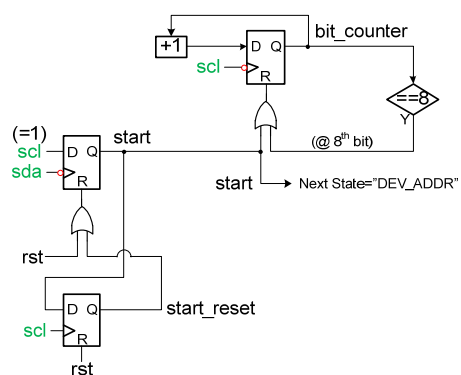 +1
D Q
bit_counter
scl
R
==8
Y
(@ 8th bit)
(=1)
start
scl
D Q
sda
R
start
Next State="DEV_ADDR"
rst
D Q
start_reset
scl
R
rst